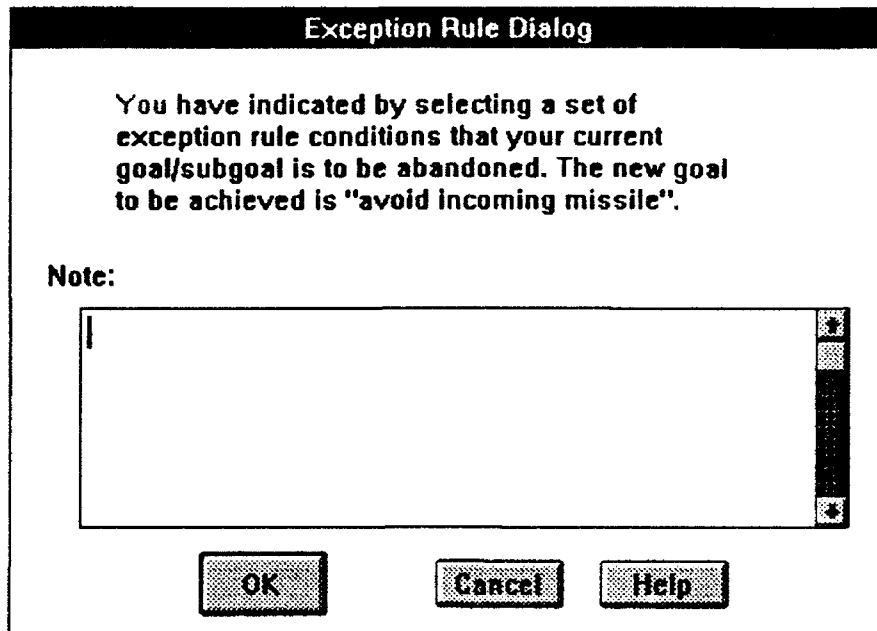 Exception Rule Dialog
You have indicated by selecting a set of
exception rule conditions that your current
goal/subgoal is to be abandoned. The new goal
to be achieved is "avoid incoming missile".
Note:
OK Cancel Help